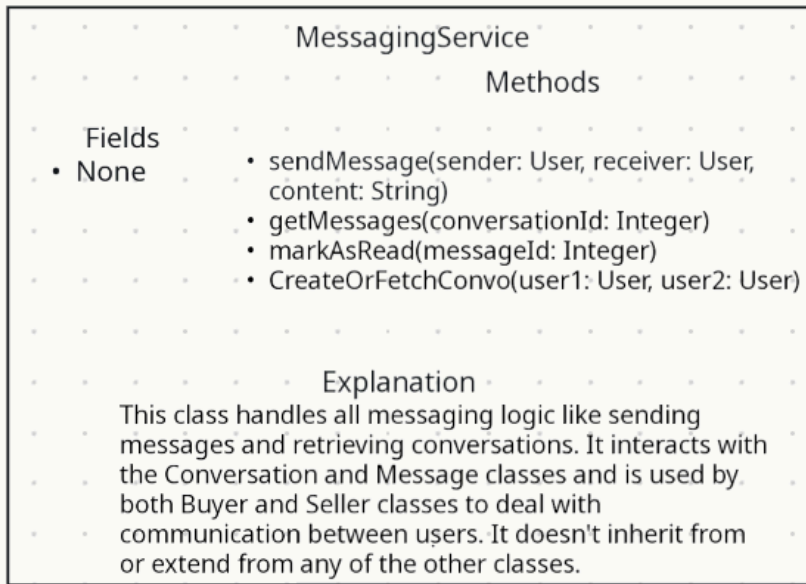 MessagingService
Methods
Fields
• None
• sendMessage(sender: User, receiver: User,
content: String)
• getMessages(conversationId: Integer)
• markAsRead(messageId: Integer)
• CreateOrFetchConvo(user1: User, user2: User)
Explanation
This class handles all messaging logic like sending
messages and retrieving conversations. It interacts with
the Conversation and Message classes and is used by
both Buyer and Seller classes to deal with
communication between users. It doesn't inherit from
or extend from any of the other classes.